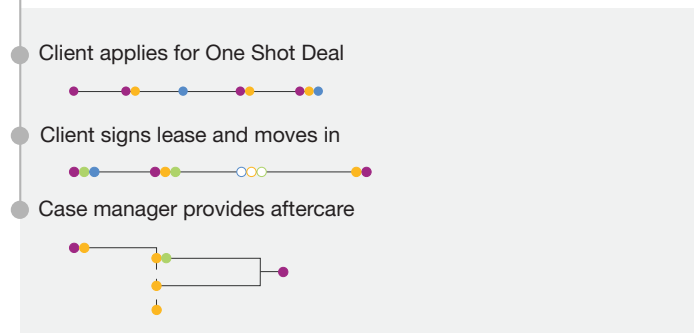 Client applies for One Shot Deal
Client signs lease and moves in
Case manager provides aftercare